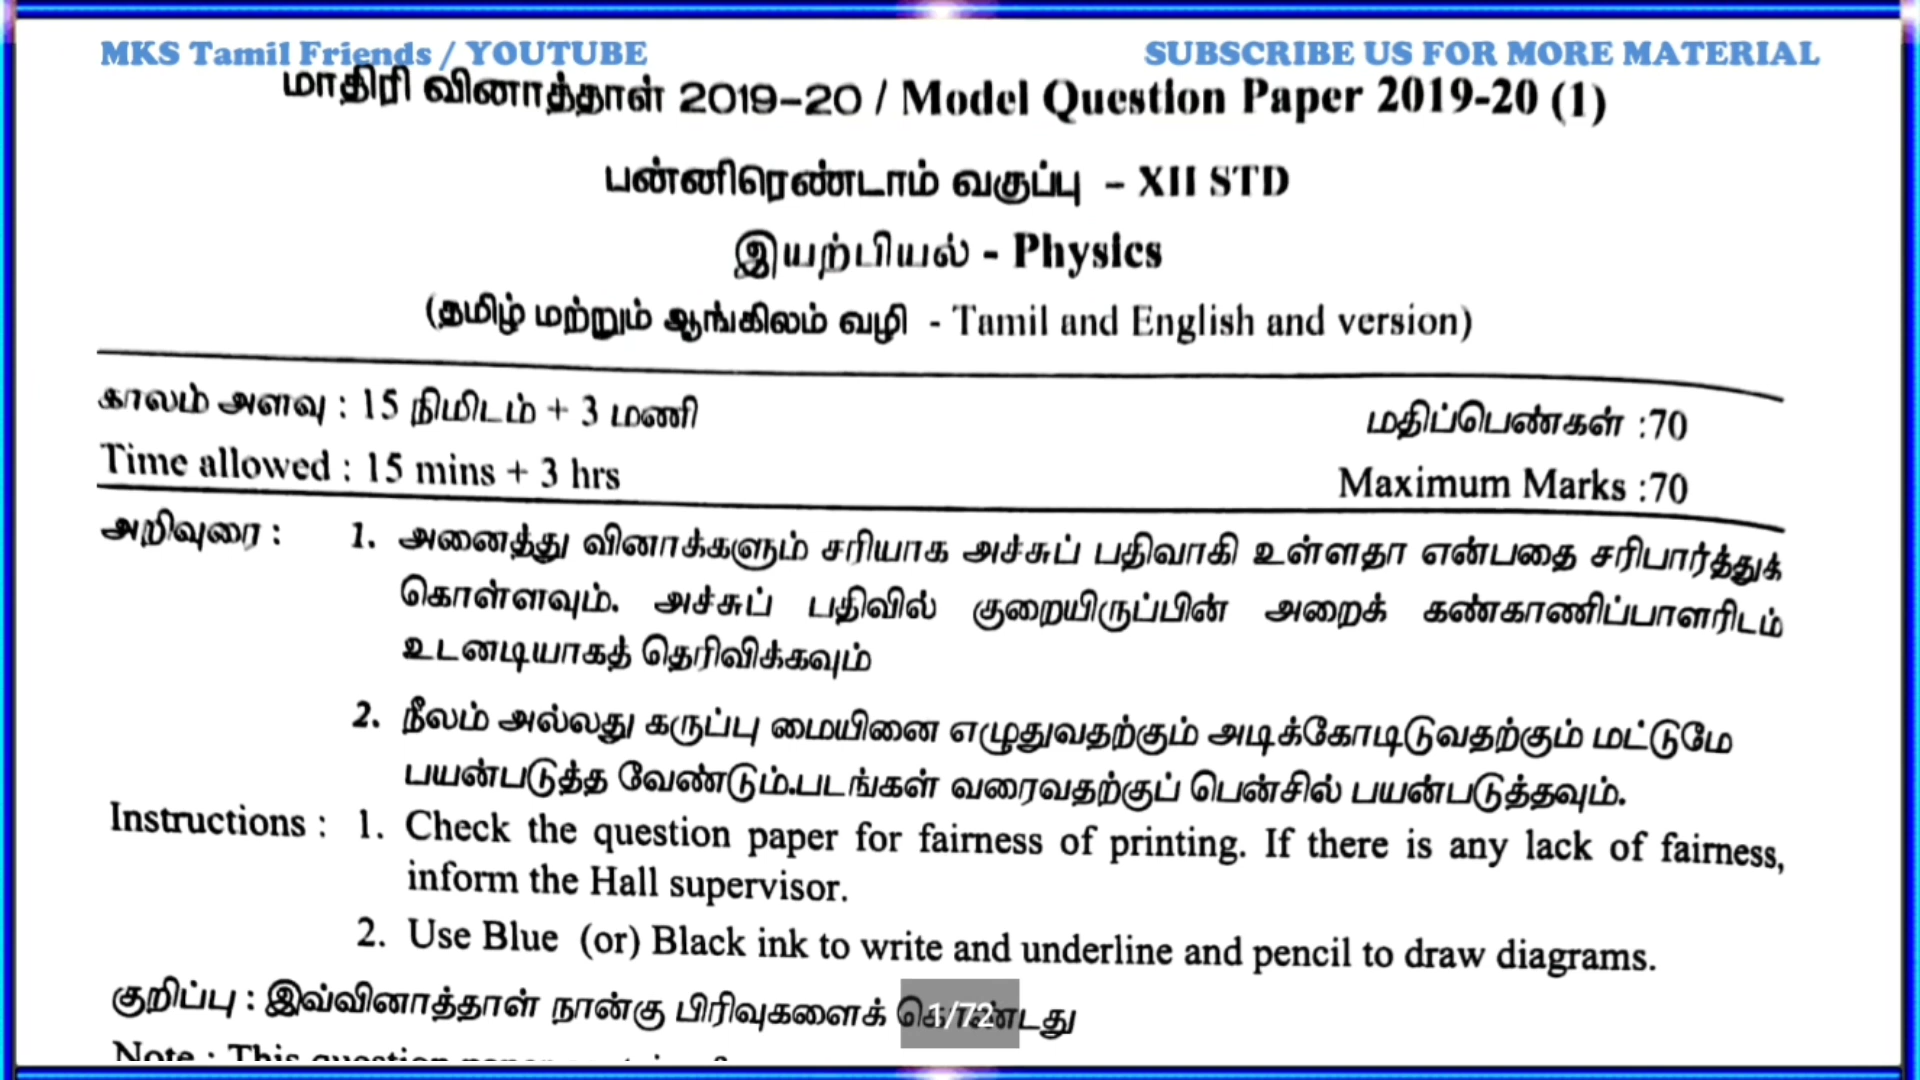 MKS Tamil Friends / YOUTUBE
SUBSCRIBE US FOR MORE MATERIAL
மாதிரி வினாத்தாள் 2019-20 / Model Question Paper 2019-20 (1)
பன்னிரெண்டாம் வகுப்பு – XII STD
இயற்பியல் - Physics
(தமிழ் மற்றும் ஆங்கிலம் வழி - Tamil and English and version)
காலம் அளவு : 15 நிமிடம் + 3 மணி
மதிப்பெண்கள் :70
Time allowed : 15 mins + 3 hrs
Maximum Marks :70
அறிவுரை : 1. அனைத்து வினாக்களும் சரியாக அச்சுப் பதிவாகி உள்ளதா என்பதை சரிபார்த்துக்
கொள்ளவும். அச்சுப் பதிவில் குறையிருப்பின் அறைக் கண்காணிப்பாளரிடம்
உடனடியாகத் தெரிவிக்கவும்
2. நீலம் அல்லது கருப்பு மையினை எழுதுவதற்கும் அடிக்கோடிடுவதற்கும் மட்டுமே
பயன்படுத்த வேண்டும்.படங்கள் வரைவதற்குப் பென்சில் பயன்படுத்தவும்.
Instructions : 1. Check the question paper for fairness of printing. If there is any lack of fairness,
inform the Hall supervisor.
2. Use Blue (or) Black ink to write and underline and pencil to draw diagrams.
குறிப்பு : இவ்வினாத்தாள் நான்கு பிரிவுகளைக் கொண்டது
1/72
Note : This question paper